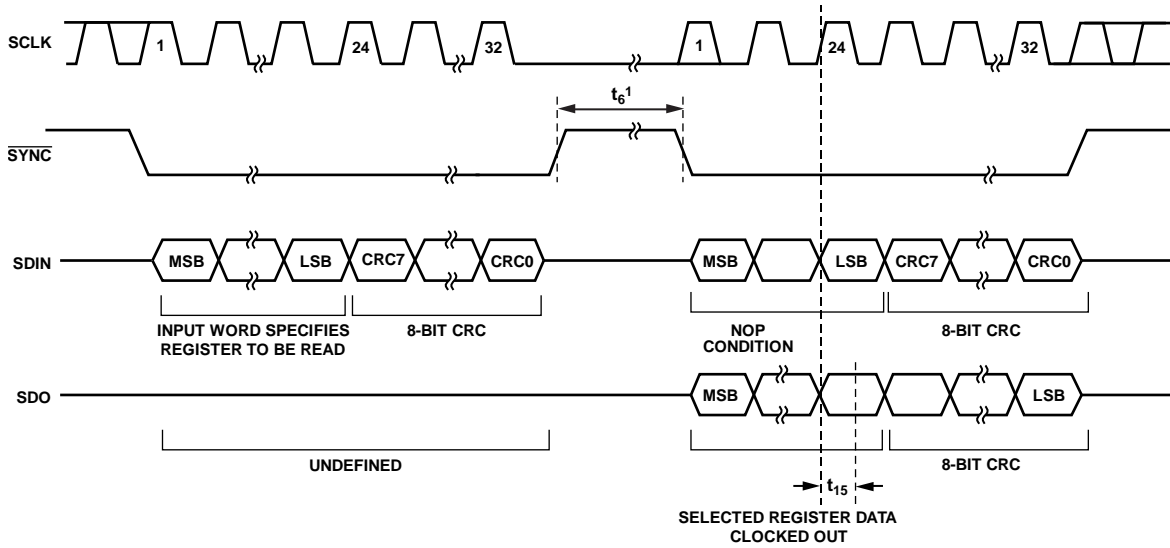 SCLK 1 24 32 1 24 32
t6¹
SYNC
SDIN MSB LSB CRC7 CRC0 MSB LSB CRC7 CRC0
INPUT WORD SPECIFIES
REGISTER TO BE READ
8-BIT CRC
NOP
CONDITION
8-BIT CRC
SDO MSB LSB
UNDEFINED
8-BIT CRC
t15
SELECTED REGISTER DATA
CLOCKED OUT